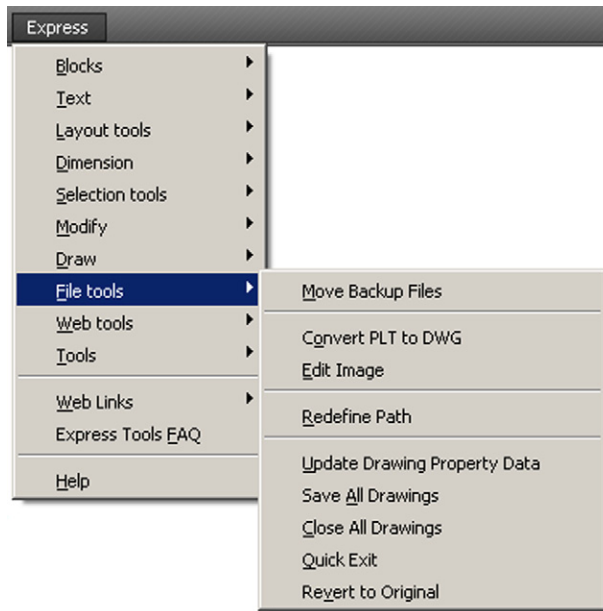 Express
Blocks
Text
Layout tools
Dimension
Selection tools
Modify
Draw
File tools
Web tools
Tools
Web Links
Express Tools FAQ
Help
Move Backup Files
Convert PLT to DWG
Edit Image
Redefine Path
Update Drawing Property Data
Save All Drawings
Close All Drawings
Quick Exit
Revert to Original